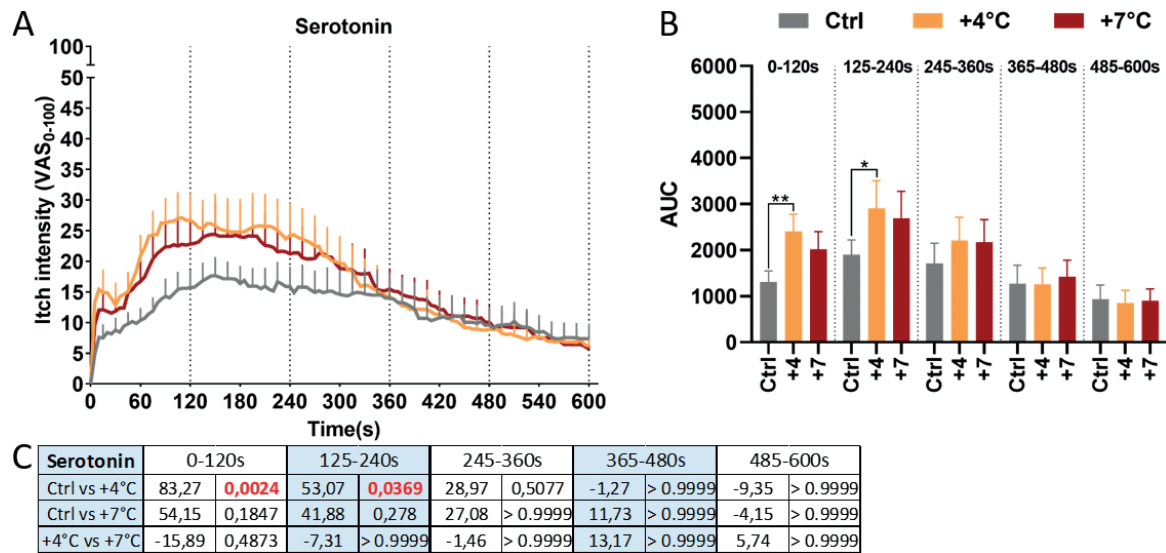 A
Serotonin
100
50
45
40
35
30
25
20
15
10
5
0
Itch intensity (VAS0-100)
0 60 120 180 240 300 360 420 480 540 600
Time(s)
B
Ctrl +4°C +7°C
0-120s 125-240s 245-360s 365-480s 485-600s
6000
5000
4000
3000
2000
1000
0
AUC
** *
Ctrl +4 +7 Ctrl +4 +7 Ctrl +4 +7 Ctrl +4 +7 Ctrl +4 +7
C
Serotonin 0-120s 125-240s 245-360s 365-480s 485-600s
Ctrl vs +4°C 83,27 0,0024 53,07 0,0369 28,97 0,5077 -1,27 > 0.9999 -9,35 > 0.9999
Ctrl vs +7°C 54,15 0,1847 41,88 0,278 27,08 > 0.9999 11,73 > 0.9999 -4,15 > 0.9999
+4°C vs +7°C -15,89 0,4873 -7,31 > 0.9999 -1,46 > 0.9999 13,17 > 0.9999 5,74 > 0.9999